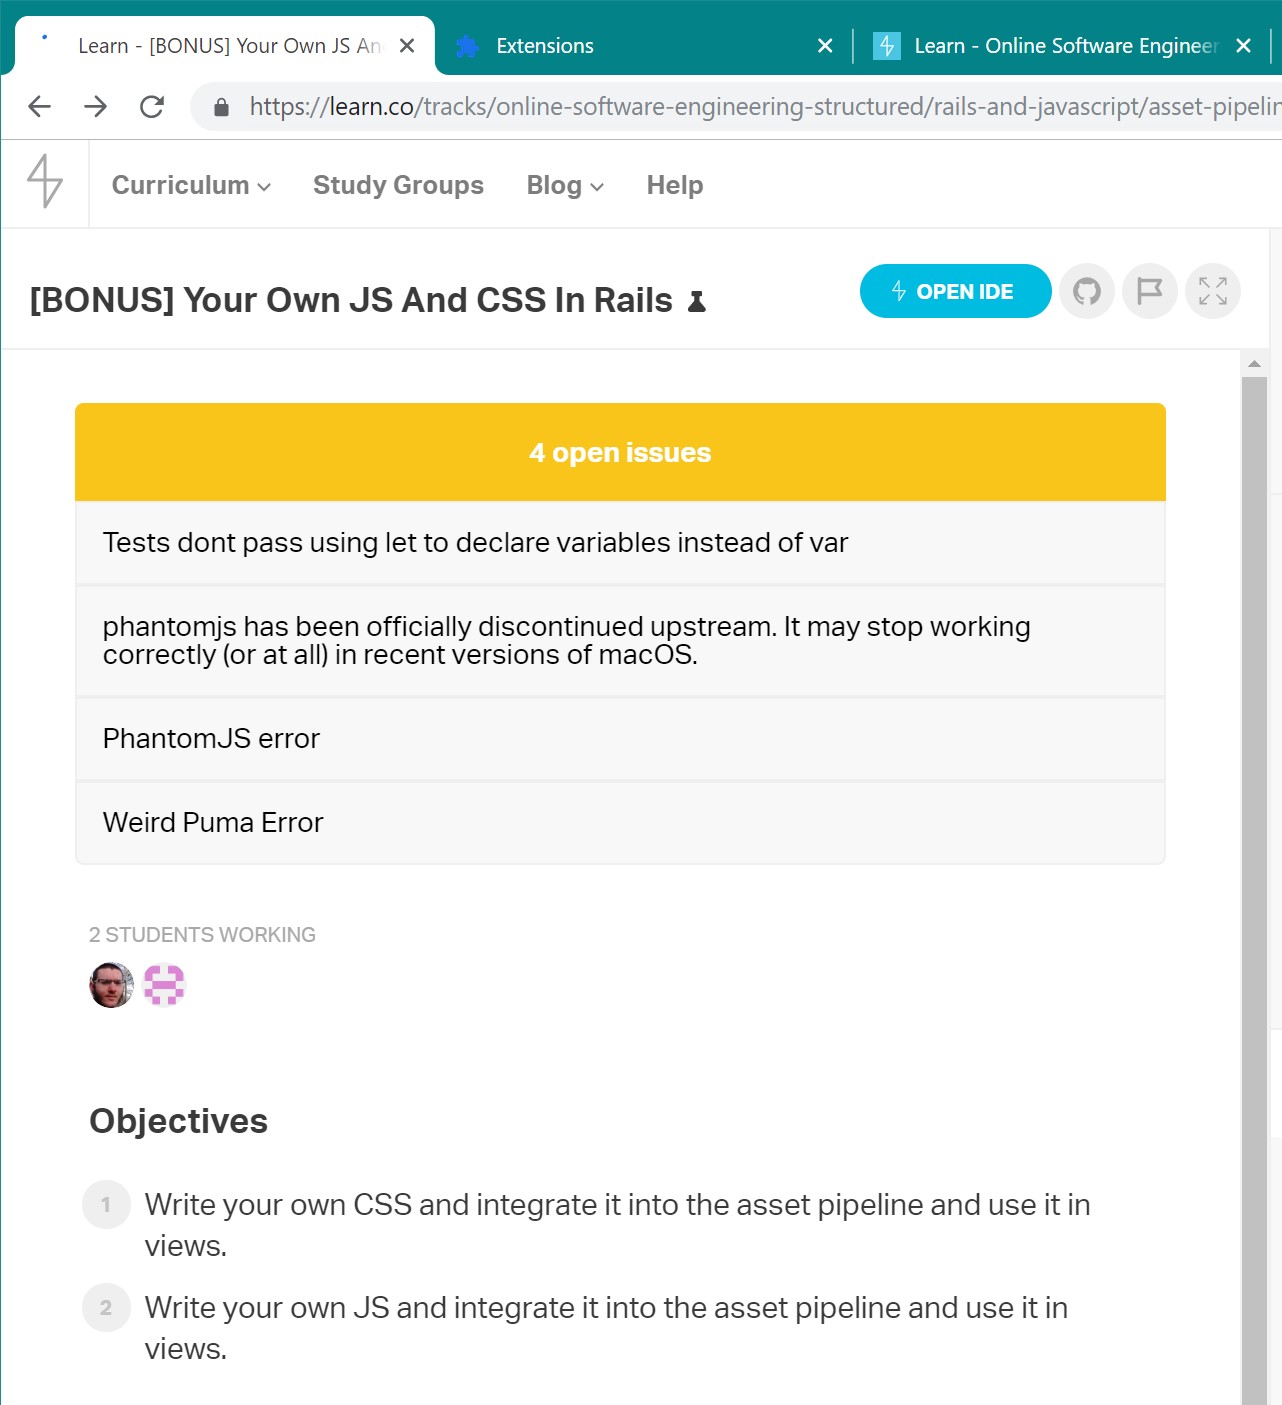 Learn - [BONUS] Your Own JS An
Extensions
Learn - Online Software Engineer
https://learn.co/tracks/online-software-engineering-structured/rails-and-javascript/asset-pipelin
Curriculum
Study Groups
Blog
Help
[BONUS] Your Own JS And CSS In Rails
OPEN IDE
4 open issues
Tests dont pass using let to declare variables instead of var
phantomjs has been officially discontinued upstream. It may stop working
correctly (or at all) in recent versions of macOS.
PhantomJS error
Weird Puma Error
2 STUDENTS WORKING
Objectives
1 Write your own CSS and integrate it into the asset pipeline and use it in
views.
2 Write your own JS and integrate it into the asset pipeline and use it in
views.